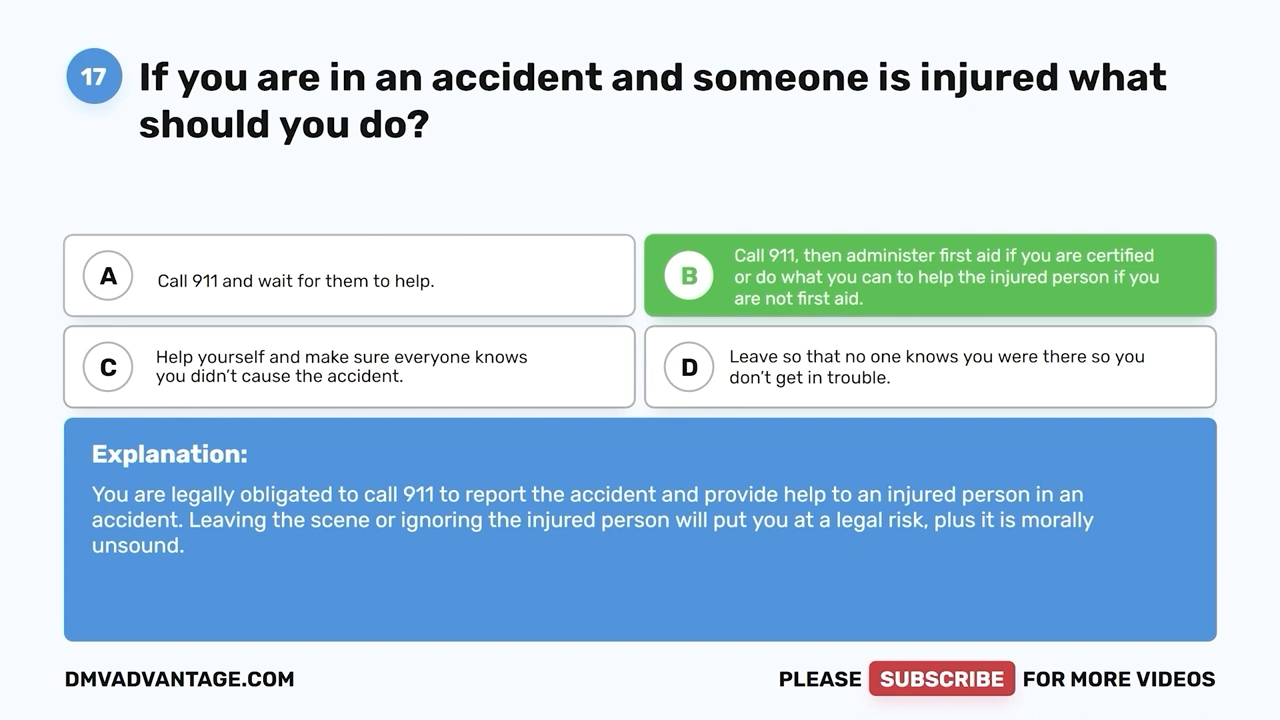 17
If you are in an accident and someone is injured what
should you do?
A
Call 911 and wait for them to help.
B
Call 911, then administer first aid if you are certified
or do what you can to help the injured person if you
are not first aid.
C
Help yourself and make sure everyone knows
you didn’t cause the accident.
D
Leave so that no one knows you were there so you
don’t get in trouble.
Explanation:
You are legally obligated to call 911 to report the accident and provide help to an injured person in an
accident. Leaving the scene or ignoring the injured person will put you at a legal risk, plus it is morally
unsound.
DMVADVANTAGE.COM
PLEASE SUBSCRIBE FOR MORE VIDEOS